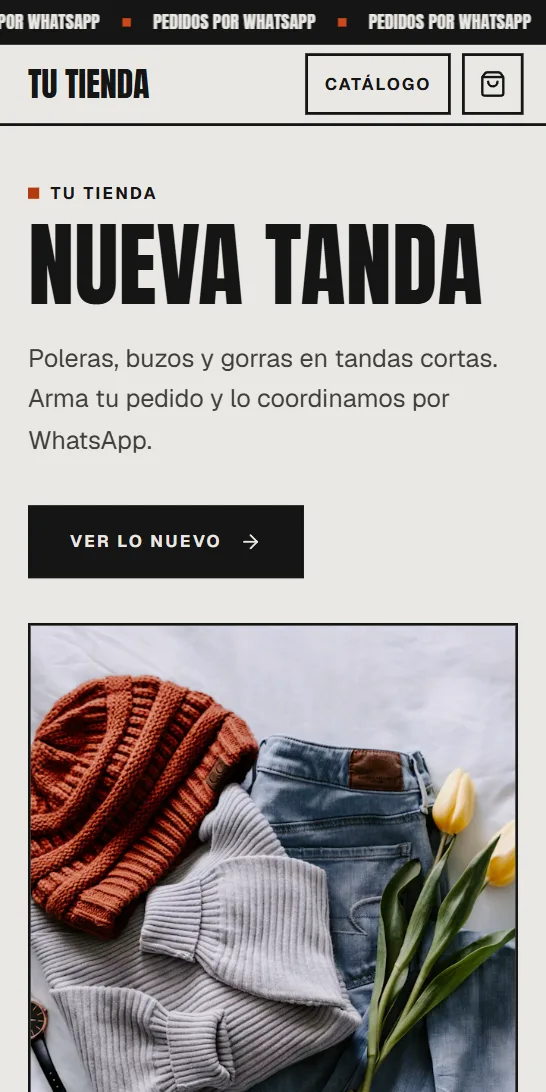 POR WHATSAPP PEDIDOS POR WHATSAPP PEDIDOS POR WHATSAPP
TU TIENDA
CATÁLOGO
TU TIENDA
NUEVA TANDA
Poleras, buzos y gorras en tandas cortas.
Arma tu pedido y lo coordinamos por
WhatsApp.
VER LO NUEVO